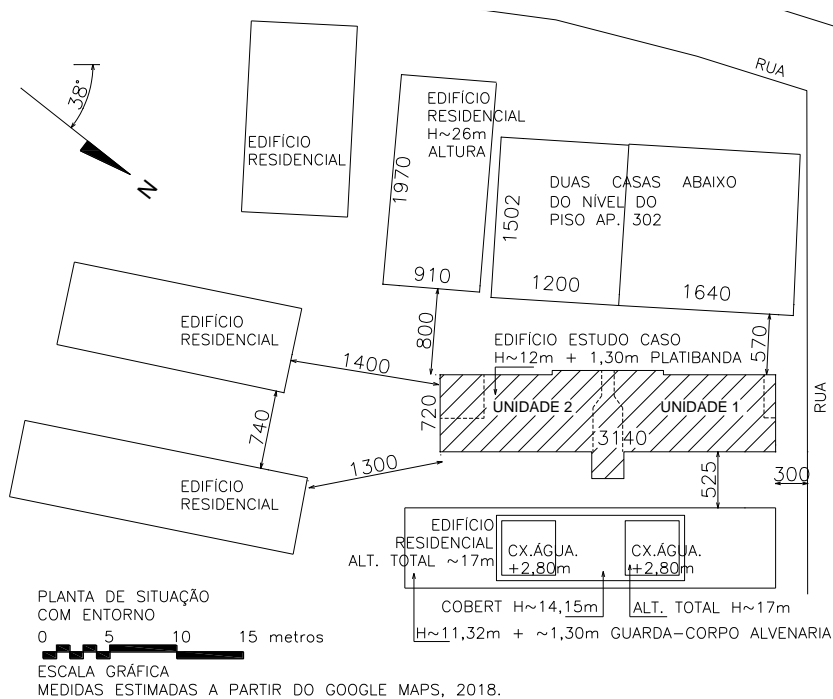 RUA
38°
N
EDIFÍCIO
RESIDENCIAL
EDIFÍCIO
RESIDENCIAL
H~26m
ALTURA
1970
910
DUAS CASAS ABAIXO
DO NÍVEL DO
PISO AP. 302
1502
1200
1640
EDIFÍCIO
RESIDENCIAL
1400
800
EDIFÍCIO ESTUDO CASO
H~12m + 1,30m PLATIBANDA
570
RUA
720
UNIDADE 2
UNIDADE 1
3140
740
1300
525
300
EDIFÍCIO
RESIDENCIAL
EDIFÍCIO
RESIDENCIAL
ALT. TOTAL ~17m
CX.ÁGUA.
+2,80m
CX.ÁGUA.
+2,80m
COBERT H~14,15m
ALT. TOTAL H~17m
H~11,32m + ~1,30m GUARDA-CORPO ALVENARIA
PLANTA DE SITUAÇÃO
COM ENTORNO
0 5 10 15 metros
ESCALA GRÁFICA
MEDIDAS ESTIMADAS A PARTIR DO GOOGLE MAPS, 2018.